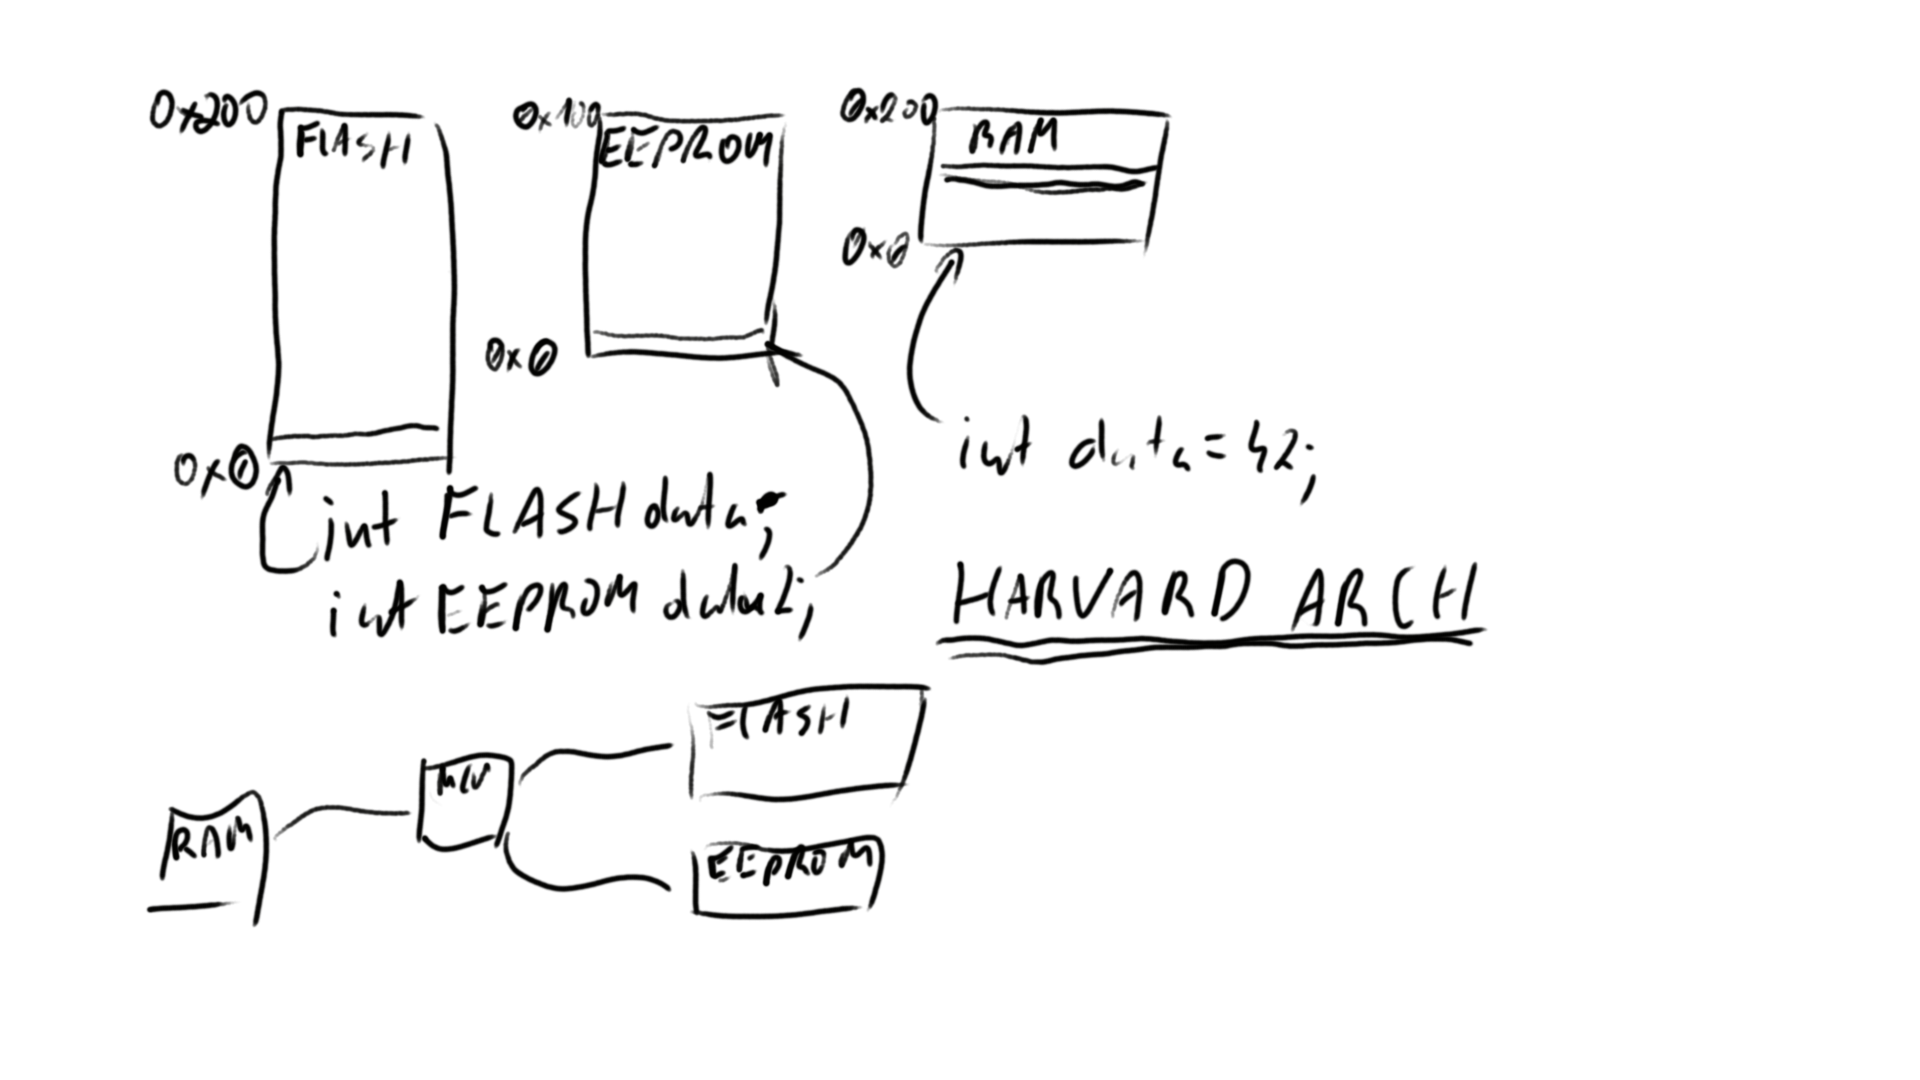 0x200
FLASH
0x0
0x100
EEPROM
0x0
0x200
RAM
0x0
int data = 42;
int FLASH data;
int EEPROM data2;
HARVARD ARCH
RAM
MCU
FLASH
EEPROM